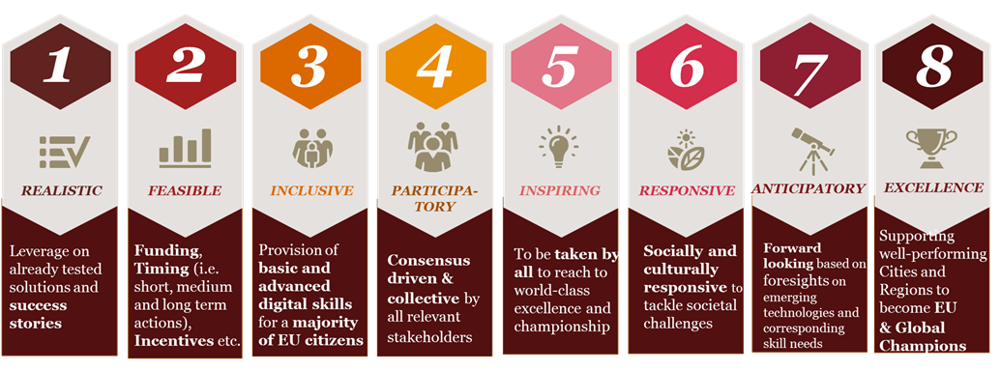 1
REALISTIC
Leverage on
already tested
solutions and
success
stories
2
FEASIBLE
Funding,
Timing (i.e.
short, medium
and long term
actions),
Incentives etc.
3
INCLUSIVE
Provision of
basic and
advanced
digital skills
for a majority
of EU citizens
4
PARTICIPA-
TORY
Consensus
driven &
collective by
all relevant
stakeholders
5
INSPIRING
To be taken by
all to reach to
world-class
excellence and
championship
6
RESPONSIVE
Socially and
culturally
responsive to
tackle societal
challenges
7
ANTICIPATORY
Forward
looking based on
foresights on
emerging
technologies and
corresponding
skill needs
8
EXCELLENCE
Supporting
well-performing
Cities and
Regions to
become EU
& Global
Champions